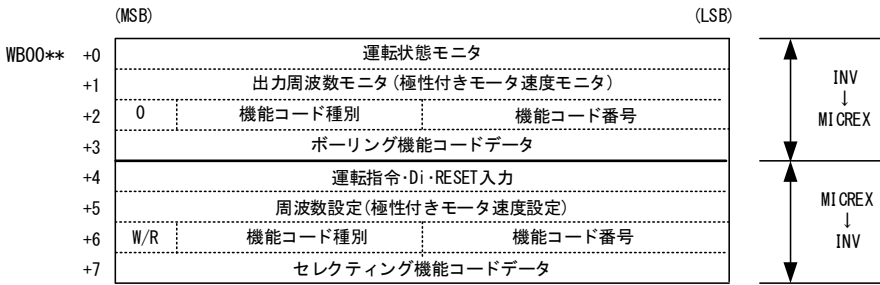 (MSB) (LSB)
WB00** +0 運転状態モニタ
+1 出力周波数モニタ(極性付きモータ速度モニタ)
+2 0 機能コード種別 機能コード番号
+3 ポーリング機能コードデータ
INV
↓
MICREX
+4 運転指令・Di・RESET入力
+5 周波数設定(極性付きモータ速度設定)
+6 W/R 機能コード種別 機能コード番号
+7 セレクティング機能コードデータ
MICREX
↓
INV